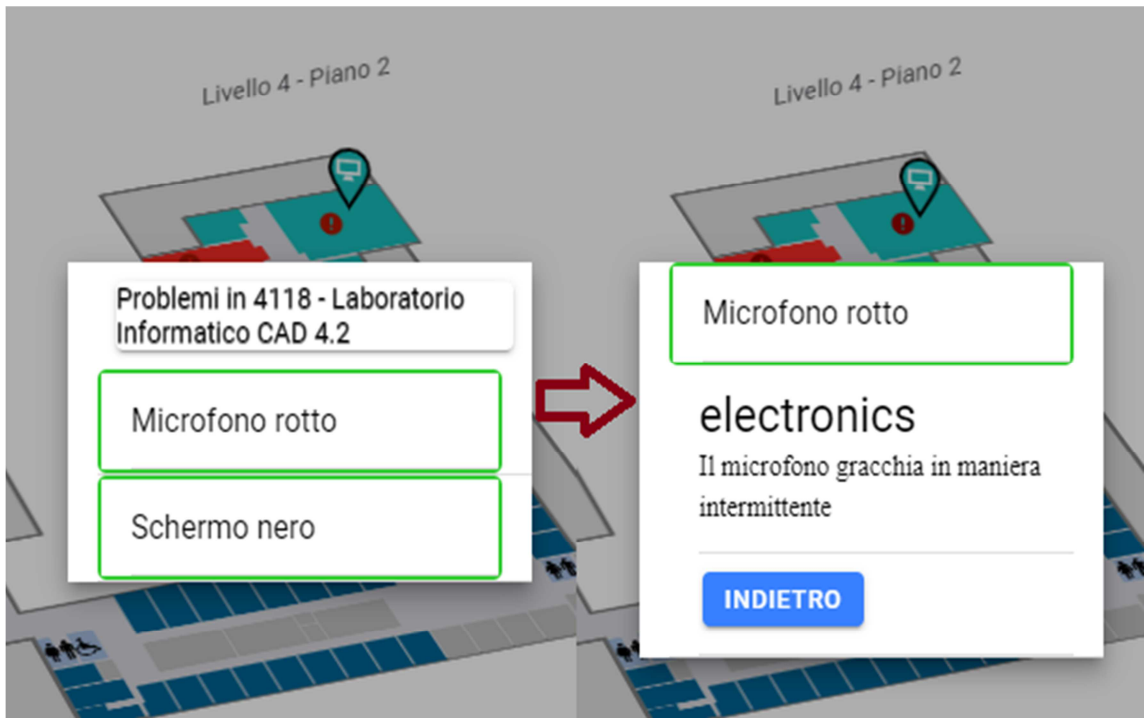 Livello 4 - Piano 2
Problemi in 4118 - Laboratorio
Informatico CAD 4.2
Microfono rotto
Schermo nero
Livello 4 - Piano 2
Microfono rotto
electronics
Il microfono gracchia in maniera
intermittente
INDIETRO